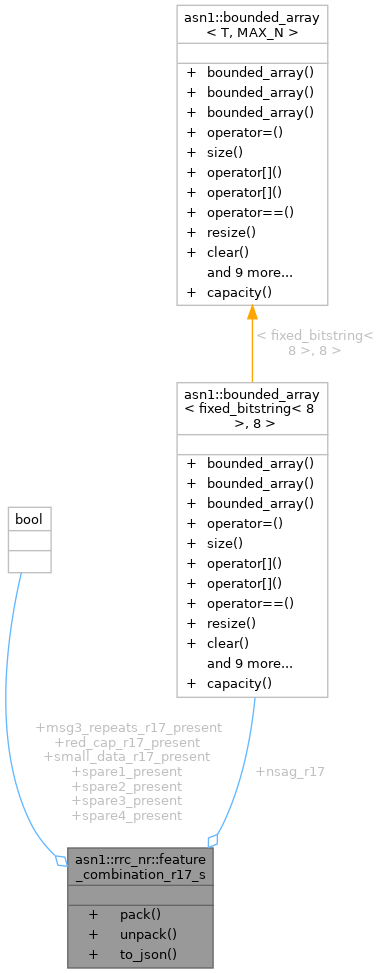 asn1::bounded_array
< T, MAX_N >
+ bounded_array()
+ bounded_array()
+ bounded_array()
+ operator=()
+ size()
+ operator[]()
+ operator[]()
+ operator==()
+ resize()
+ clear()
and 9 more...
+ capacity()
< fixed_bitstring<
8 >, 8 >
asn1::bounded_array
< fixed_bitstring< 8
>, 8 >
+ bounded_array()
+ bounded_array()
+ bounded_array()
+ operator=()
+ size()
+ operator[]()
+ operator[]()
+ operator==()
+ resize()
+ clear()
and 9 more...
+ capacity()
bool
+msg3_repeats_r17_present
+red_cap_r17_present
+small_data_r17_present
+spare1_present
+spare2_present
+spare3_present
+spare4_present
+nsag_r17
asn1::rrc_nr::feature
_combination_r17_s
+ pack()
+ unpack()
+ to_json()